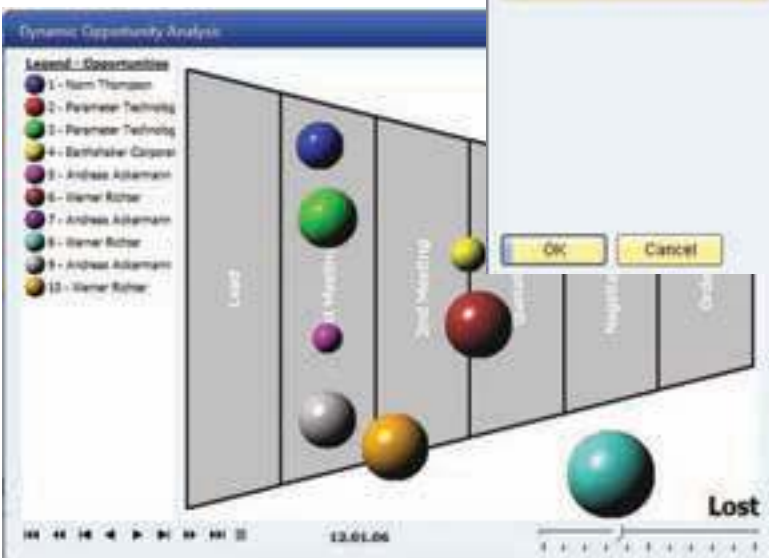 Dynamic Opportunity Analysis
Legend - Opportunities
1 - Norm Thompson
2 - Parameter Technolog
3 - Parameter Technolog
4 - Earthshaker Corporat
5 - Andreas Ackermann
6 - Werner Richter
7 - Andreas Ackermann
8 - Werner Richter
9 - Andreas Ackermann
10 - Werner Richter
OK
Cancel
Lead
2nd Meeting
Lost
12.01.06